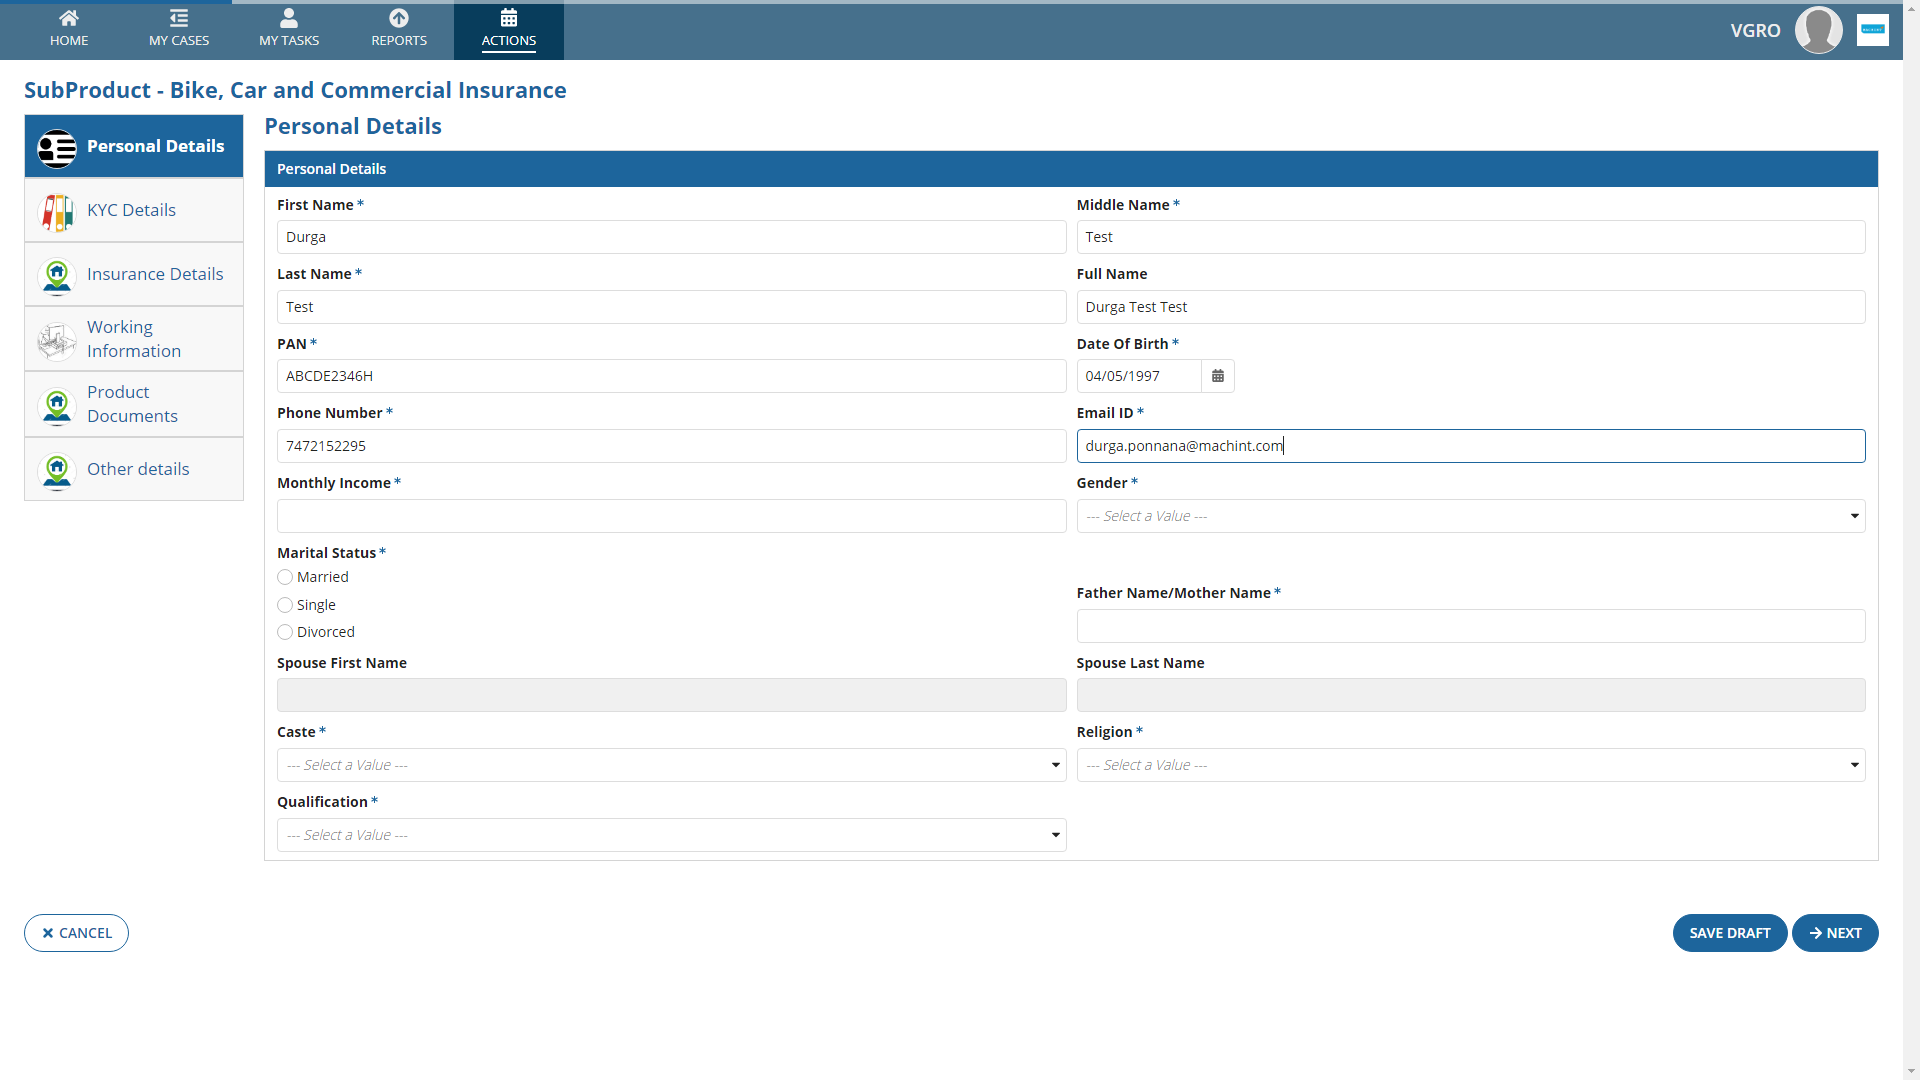 HOME
MY CASES
MY TASKS
REPORTS
ACTIONS
VGRO
SubProduct - Bike, Car and Commercial Insurance
Personal Details
KYC Details
Insurance Details
Working
Information
Product
Documents
Other details
Personal Details
Personal Details
First Name *
Durga
Middle Name *
Test
Last Name *
Test
Full Name
Durga Test Test
PAN *
ABCDE2346H
Date Of Birth *
04/05/1997
Phone Number *
7472152295
Email ID *
durga.ponnana@machint.com
Monthly Income *
Gender *
--- Select a Value ---
Marital Status *
Married
Single
Divorced
Father Name/Mother Name *
Spouse First Name
Spouse Last Name
Caste *
--- Select a Value ---
Religion *
--- Select a Value ---
Qualification *
--- Select a Value ---
CANCEL
SAVE DRAFT
NEXT